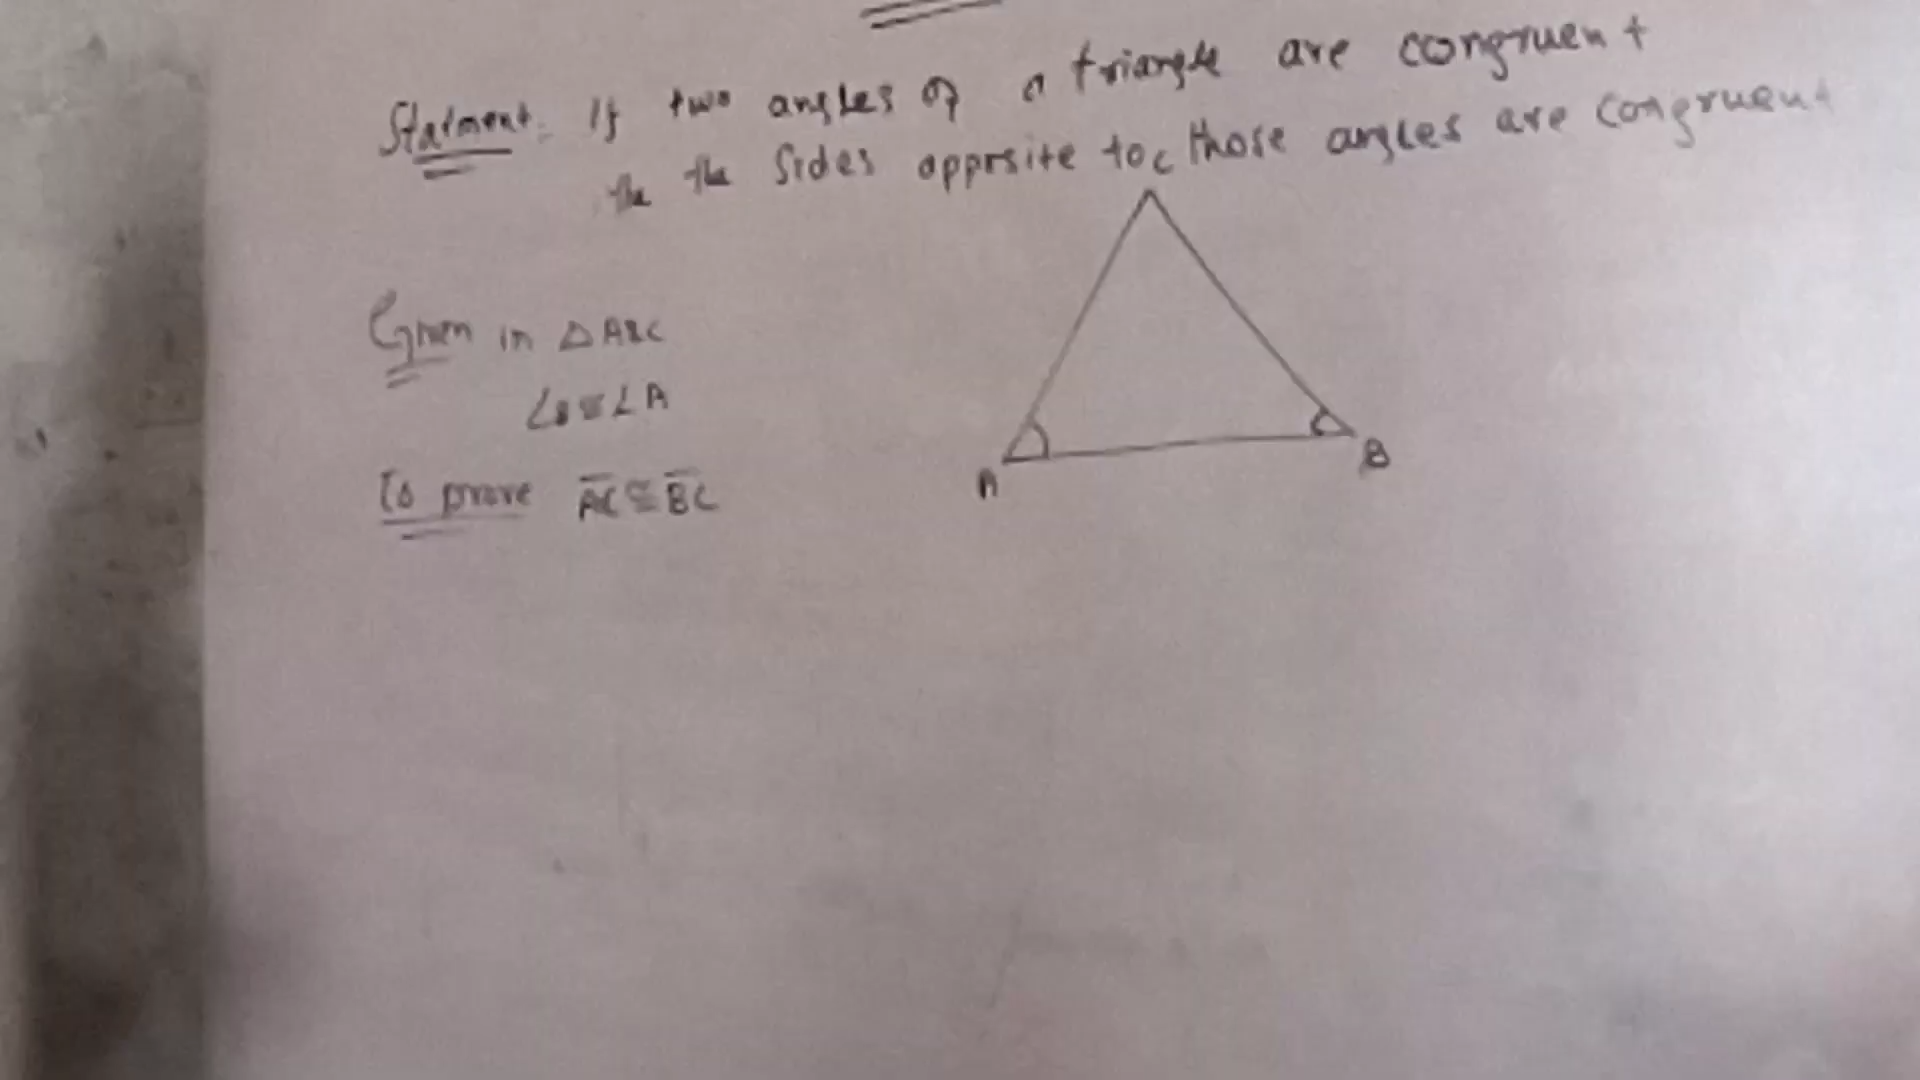 Statment: If two angles of a triangle are congruent
the the Sides opprsite to those angles are congruent
C
Given in △ABC
∠B≅∠A
A
B
To prove AC≅BC